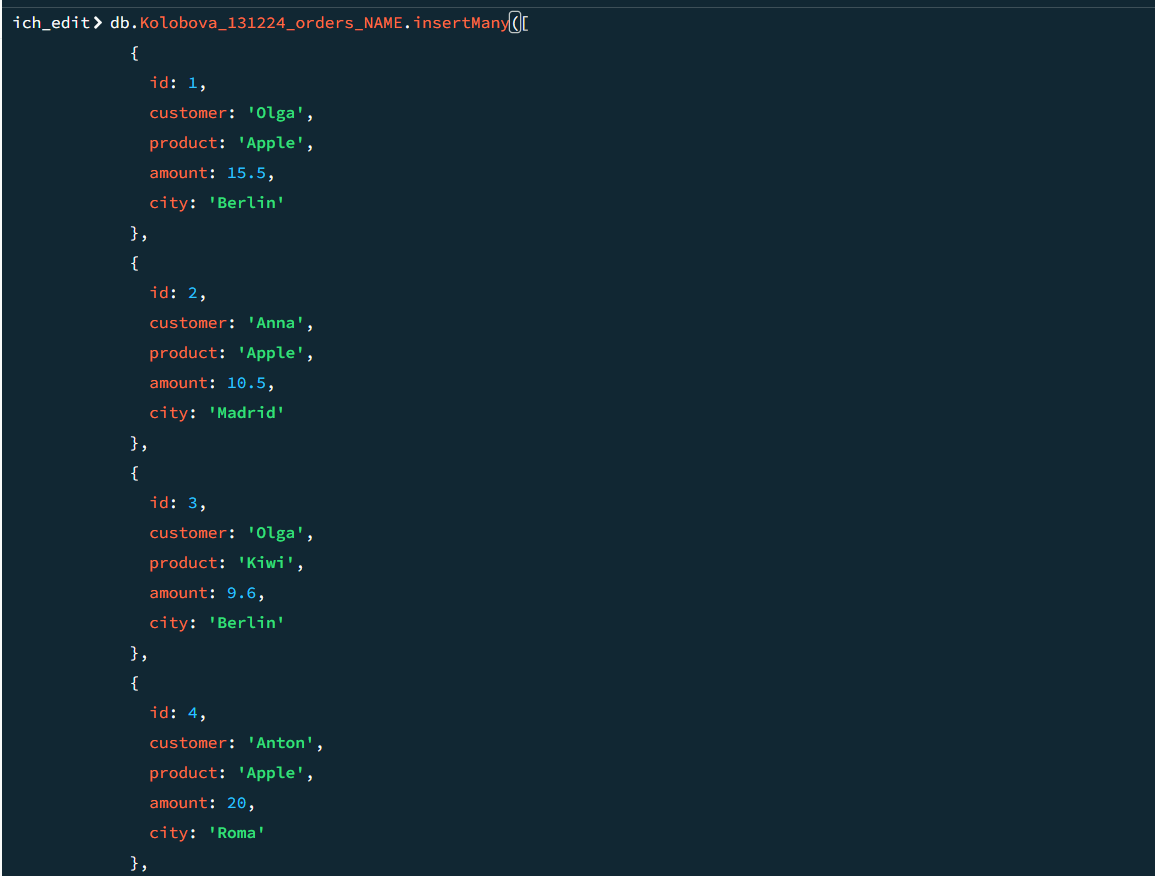 ich_edit> db.Kolobova_131224_orders_NAME.insertMany([
{
id: 1,
customer: 'Olga',
product: 'Apple',
amount: 15.5,
city: 'Berlin'
},
{
id: 2,
customer: 'Anna',
product: 'Apple',
amount: 10.5,
city: 'Madrid'
},
{
id: 3,
customer: 'Olga',
product: 'Kiwi',
amount: 9.6,
city: 'Berlin'
},
{
id: 4,
customer: 'Anton',
product: 'Apple',
amount: 20,
city: 'Roma'
},